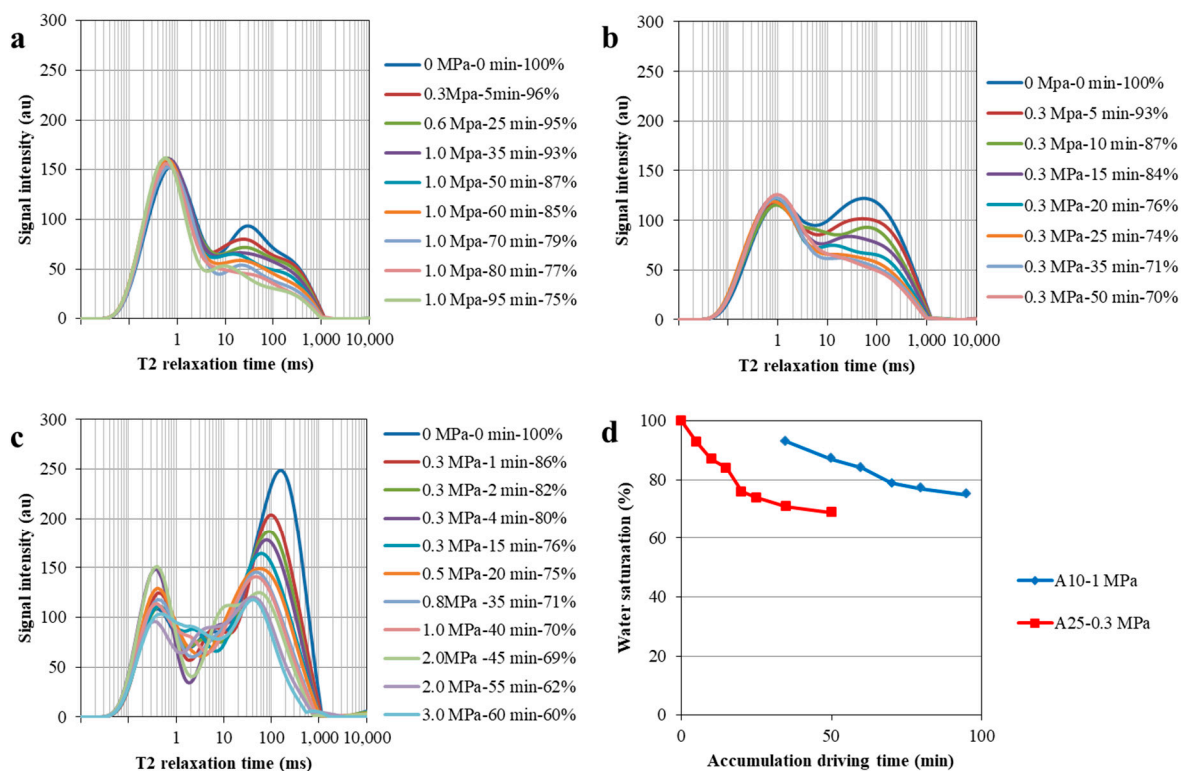 a
300
250
200
150
100
50
0
Signal intensity (au)
1
10
100
1,000
10,000
T2 relaxation time (ms)
0 MPa-0 min-100%
0.3Mpa-5min-96%
0.6 Mpa-25 min-95%
1.0 Mpa-35 min-93%
1.0 Mpa-50 min-87%
1.0 Mpa-60 min-85%
1.0 Mpa-70 min-79%
1.0 Mpa-80 min-77%
1.0 Mpa-95 min-75%
b
300
250
200
150
100
50
0
Signal intensity (au)
1
10
100
1,000
10,000
T2 relaxation time (ms)
0 Mpa-0 min-100%
0.3 Mpa-5 min-93%
0.3 Mpa-10 min-87%
0.3 MPa-15 min-84%
0.3 MPa-20 min-76%
0.3 MPa-25 min-74%
0.3 MPa-35 min-71%
0.3 MPa-50 min-70%
c
300
250
200
150
100
50
0
Signal intensity (au)
1
10
100
1,000
10,000
T2 relaxation time (ms)
0 MPa-0 min-100%
0.3 MPa-1 min-86%
0.3 MPa-2 min-82%
0.3 MPa-4 min-80%
0.3 MPa-15 min-76%
0.5 MPa-20 min-75%
0.8MPa -35 min-71%
1.0 MPa-40 min-70%
2.0MPa -45 min-69%
2.0 MPa-55 min-62%
3.0 MPa-60 min-60%
d
100
80
60
40
20
0
Water saturaation (%)
0
50
100
Accumulation driving time (min)
A10-1 MPa
A25-0.3 MPa